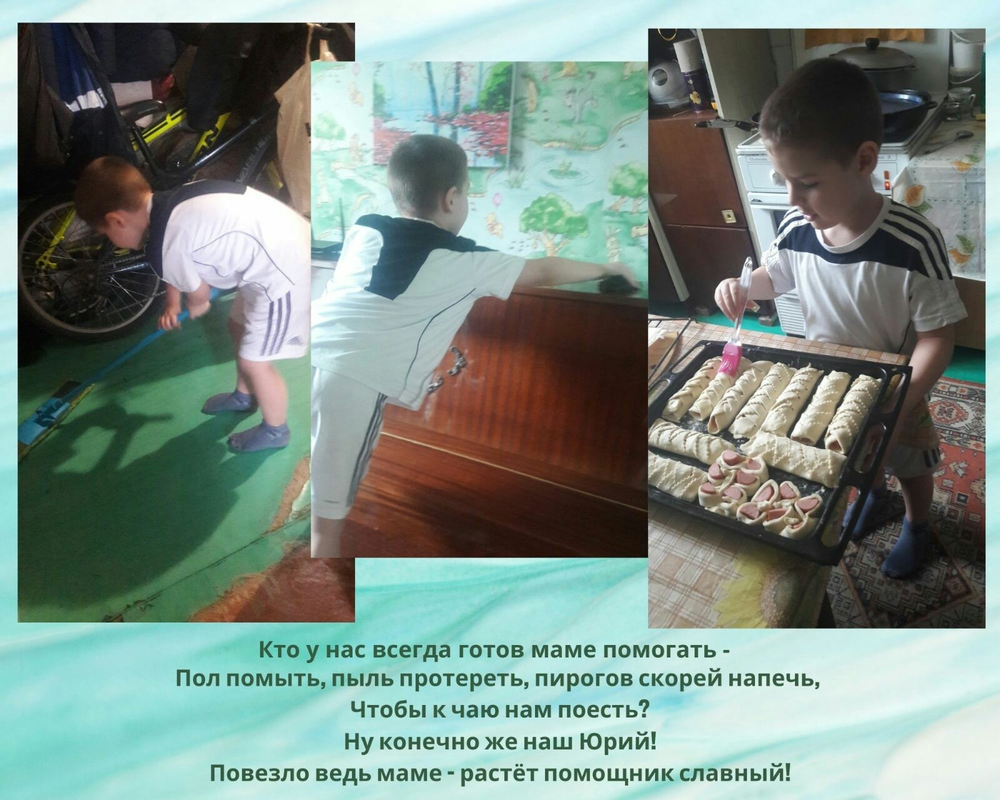 Кто у нас всегда готов маме помогать -
Пол помыть, пыль протереть, пирогов скорей напечь,
Чтобы к чаю нам поесть?
Ну конечно же наш Юрий!
Повезло ведь маме - растёт помощник славный!